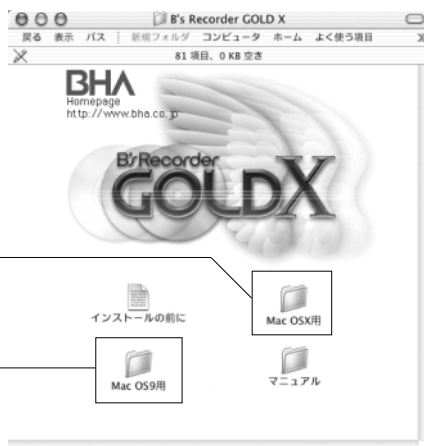 B's Recorder GOLD X
戻る 表示 パス 新規フォルダ コンピュータ ホーム よく使う項目
81 項目、0 KB 空き
BHA
Homepage
http://www.bha.co.jp
B's Recorder
GOLD X
インストールの前に
Mac OSX用
Mac OS9用
マニュアル